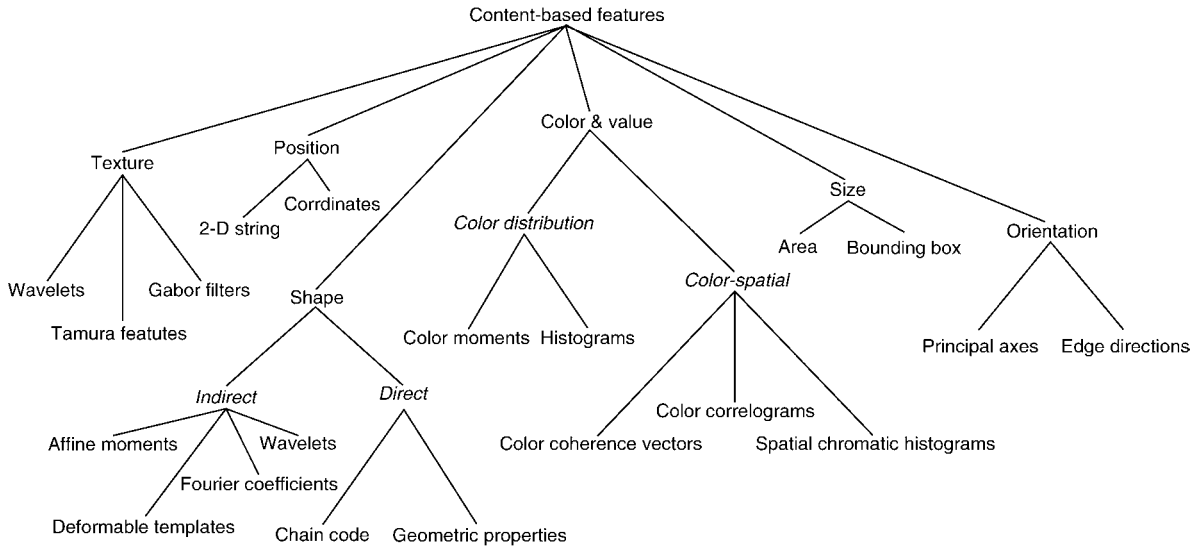 Content-based features
Color & value
Position
Texture
Size
Corrdinates
2-D string
Color distribution
Orientation
Area
Bounding box
Color-spatial
Wavelets
Gabor filters
Shape
Tamura featutes
Color moments
Histograms
Principal axes
Edge directions
Indirect
Direct
Color correlograms
Affine moments
Wavelets
Color coherence vectors
Spatial chromatic histograms
Fourier coefficients
Deformable templates
Chain code
Geometric properties